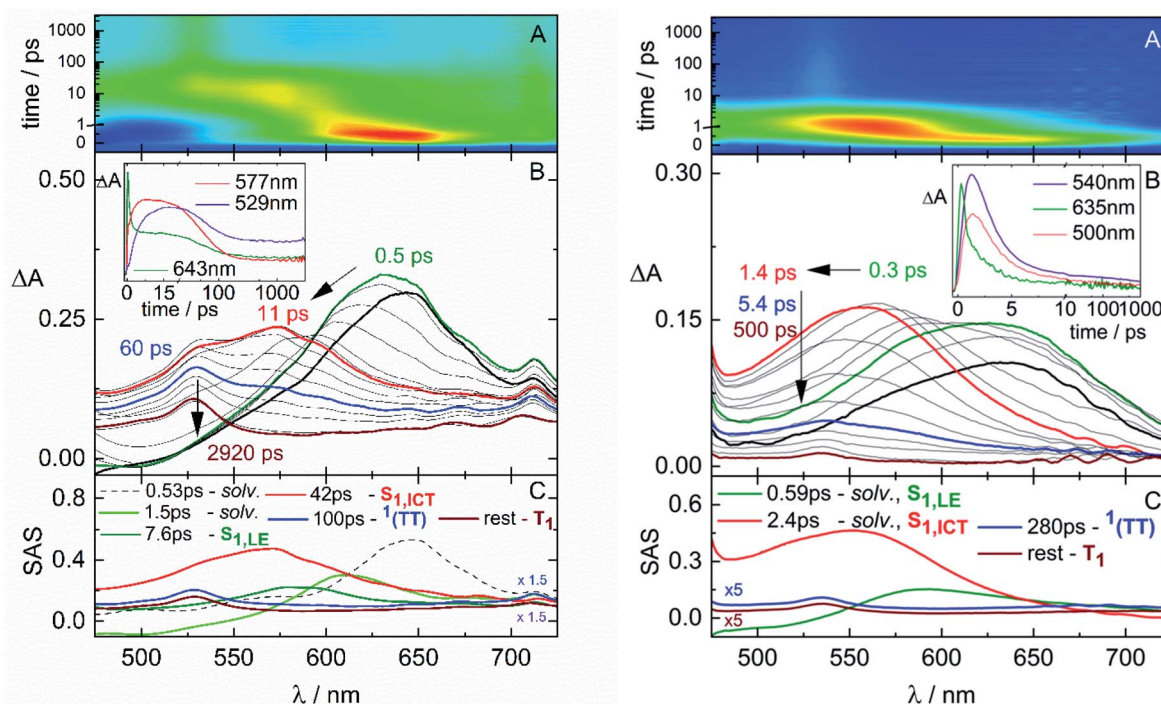 A
1000
100
10
1
0
time / ps
B
0.50
ΔA
577nm
529nm
643nm
0 15 100 1000
time / ps
0.5 ps
ΔA
0.25
11 ps
60 ps
0.00
2920 ps
C
0.8
0.53ps - solv.
42ps - S1,ICT
1.5ps - solv.
100ps - 1(TT)
rest - T1
7.6ps - S1,LE
SAS
0.4
x 1.5
0.0
x 1.5
500 550 600 650 700
λ / nm
A
1000
100
10
1
0
time / ps
B
0.30
ΔA
540nm
635nm
500nm
0 5 10 100 1000
time / ps
ΔA
1.4 ps
0.3 ps
5.4 ps
500 ps
0.15
0.00
C
0.6
0.59ps - solv., S1,LE
2.4ps - solv., S1,ICT
280ps - 1(TT)
rest - T1
SAS
0.3
x5
0.0
x5
500 550 600 650 700
λ / nm